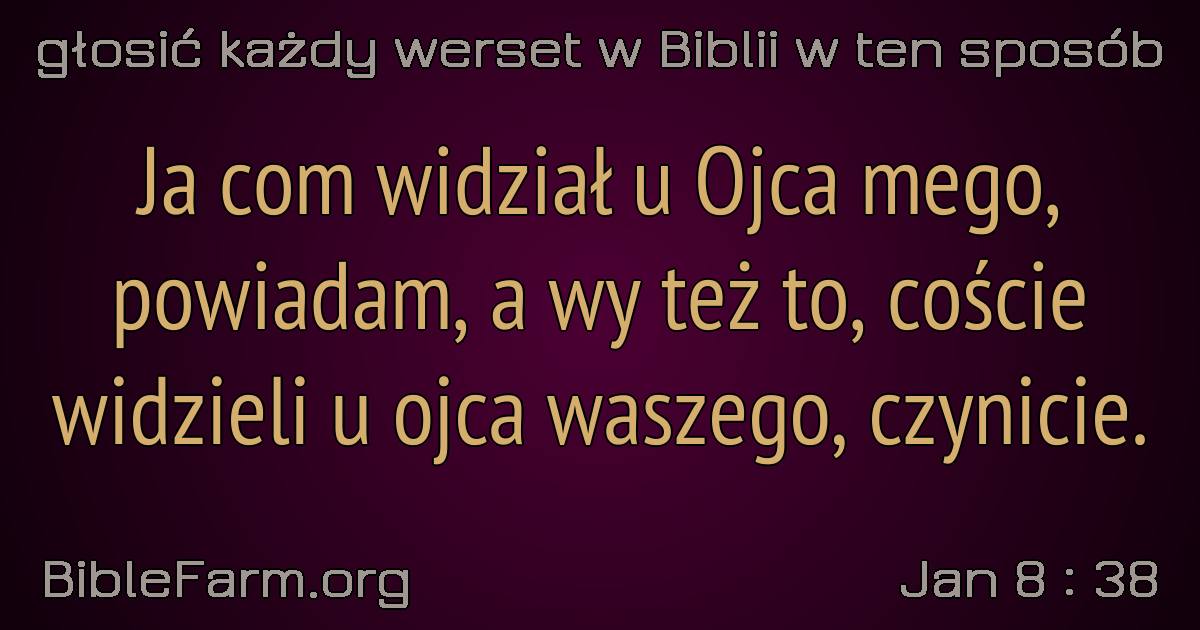 głosić każdy werset w Biblii w ten sposób
Ja com widział u Ojca mego,
powiadam, a wy też to, coście
widzieli u ojca waszego, czynicie.
BibleFarm.org
Jan 8 : 38